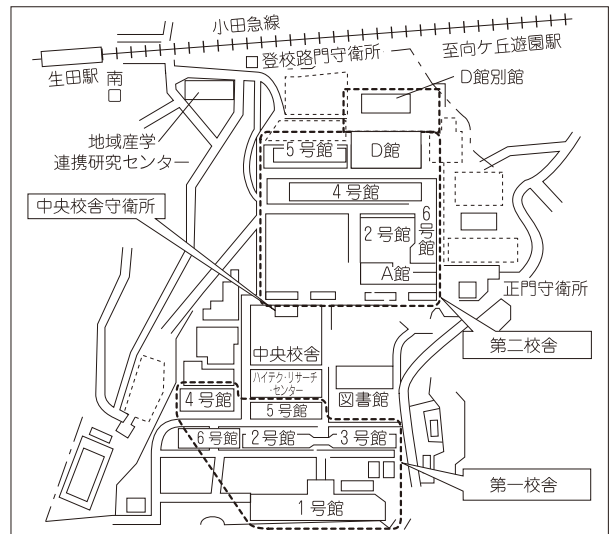 小田急線
登校路門守衛所
至向ケ丘遊園駅
生田駅
南
D館別館
地域産学
連携研究センター
5号館
D館
4号館
中央校舎守衛所
2号館
6号館
A館
正門守衛所
第二校舎
中央校舎
ハイテク・リサーチ
・センター
図書館
4号館
5号館
6号館
2号館
3号館
第一校舎
1号館